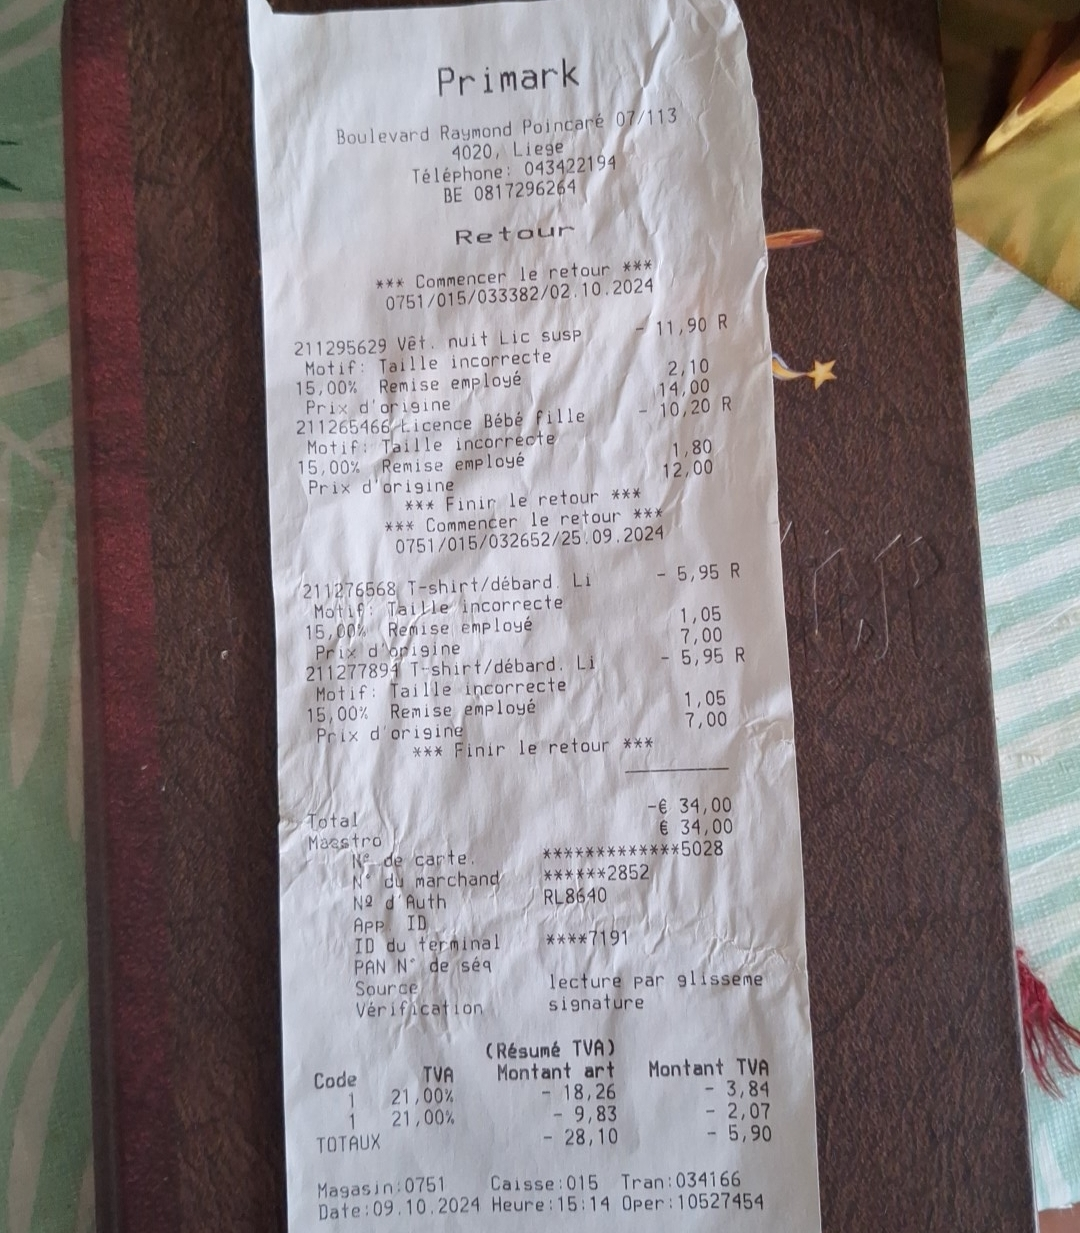 Primark
Boulevard Raymond Poincaré 07/113
4020, Liege
Téléphone: 043422194
BE 0817296264
Retour
*** Commencer le retour ***
0751/015/033382/02.10.2024
211295629 Vêt. nuit Lic susp - 11,90 R
Motif: Taille incorrecte
15,00% Remise employé 2,10
Prix d'origine 14,00
211265466 Licence Bébé fille - 10,20 R
Motif: Taille incorrecte
15,00% Remise employé 1,80
Prix d'origine 12,00
*** Finir le retour ***
*** Commencer le retour ***
0751/015/032652/25.09.2024
211276568 T-shirt/débard. Li - 5,95 R
Motif: Taille incorrecte
15,00% Remise employé 1,05
Prix d'origine 7,00
211277894 T-shirt/débard. Li - 5,95 R
Motif: Taille incorrecte
15,00% Remise employé 1,05
Prix d'origine 7,00
*** Finir le retour ***
Total -€ 34,00
Maestro € 34,00
Nº de carte. *************5028
N° du marchand ******2852
Nº d'Auth RL8640
App. ID
ID du terminal ****7191
PAN N° de séq
Source lecture par glisseme
Vérification signature
(Résumé TVA)
Code TVA Montant art Montant TVA
1 21,00% - 18,26 - 3,84
1 21,00% - 9,83 - 2,07
TOTAUX - 28,10 - 5,90
Magasin:0751 Caisse:015 Tran:034166
Date:09.10.2024 Heure:15:14 Oper:10527454